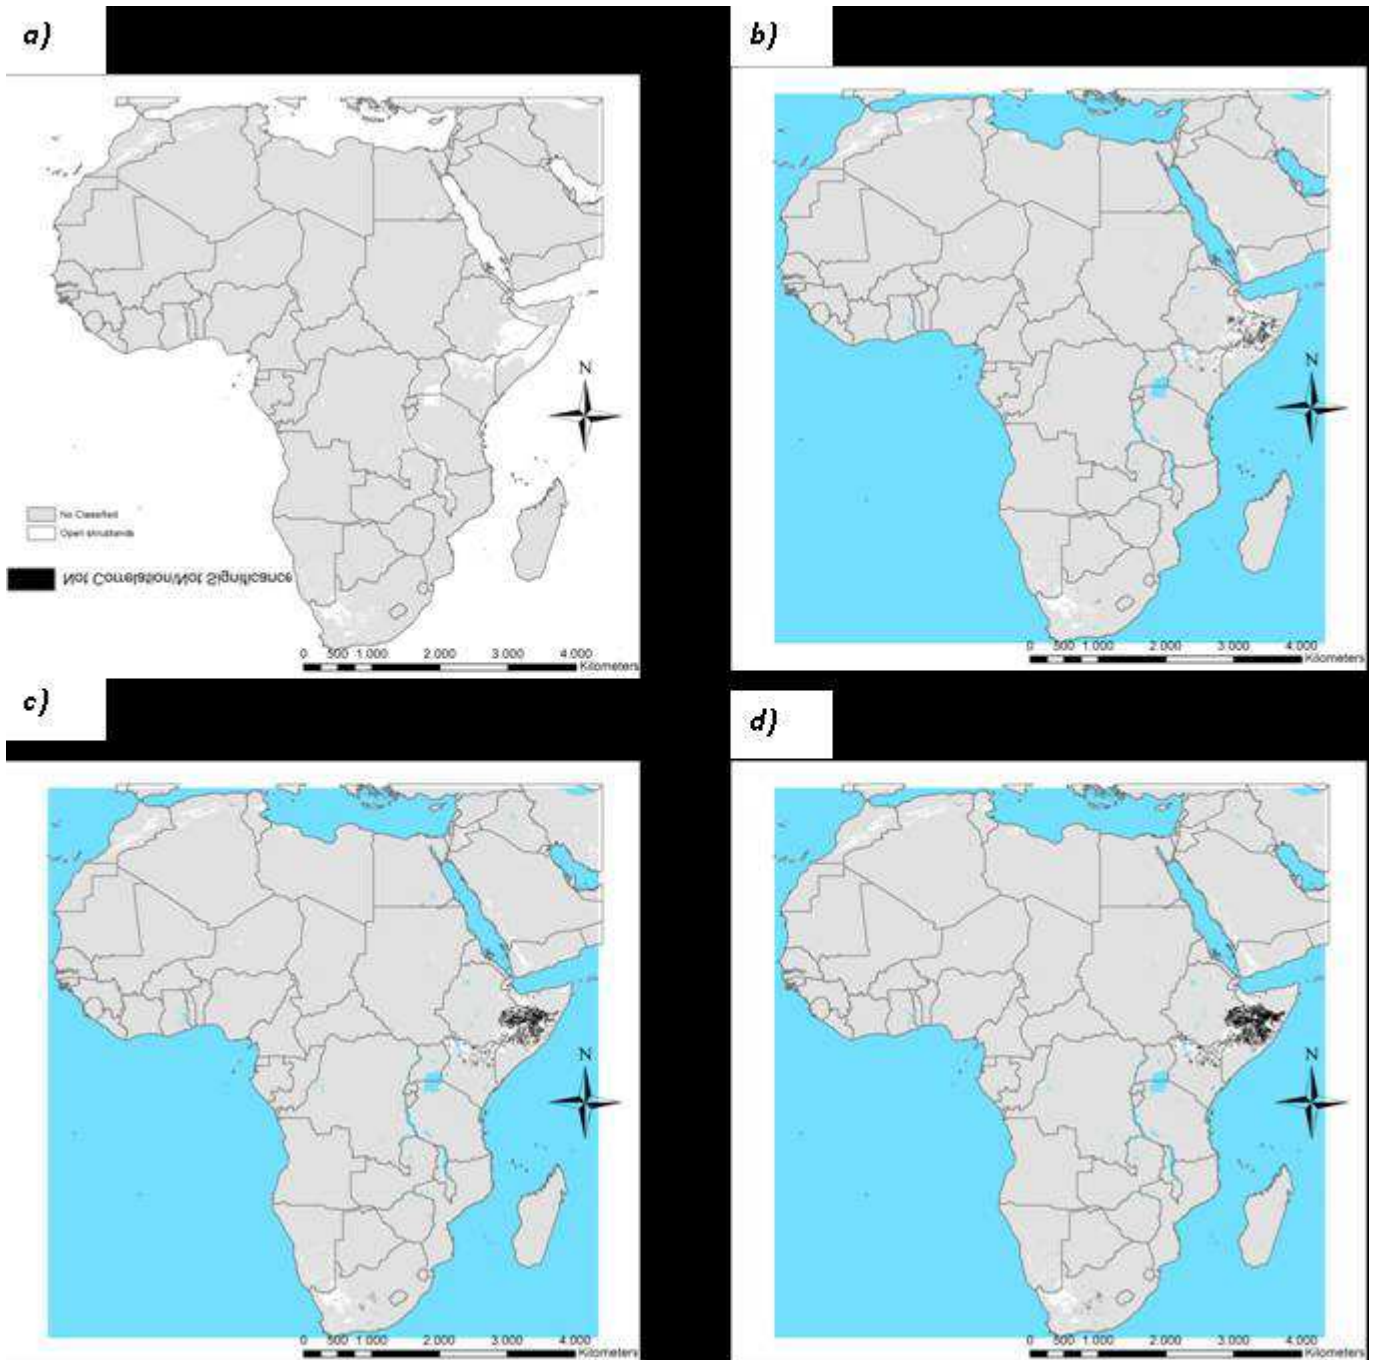 a)
N
No Classified
Open shrublands
Not Correlation/Not Significance
0 500 1.000 2.000 3.000 4.000
Kilometers
b)
N
0 500 1.000 2.000 3.000 4.000
Kilometers
c)
N
0 500 1.000 2.000 3.000 4.000
Kilometers
d)
N
0 500 1.000 2.000 3.000 4.000
Kilometers